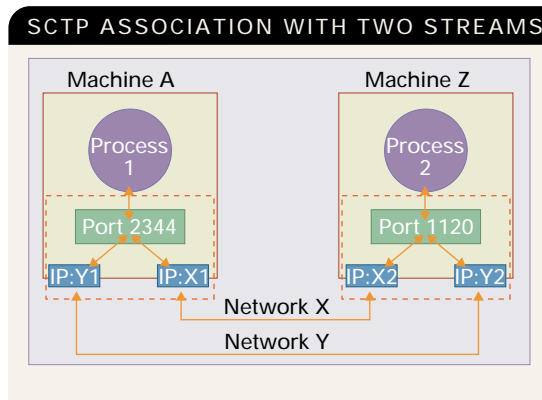 SCTP ASSOCIATION WITH TWO STREAMS
Machine A
Machine Z
Process
1
Process
2
Port 2344
Port 1120
IP:Y1
IP:X1
IP:X2
IP:Y2
Network X
Network Y